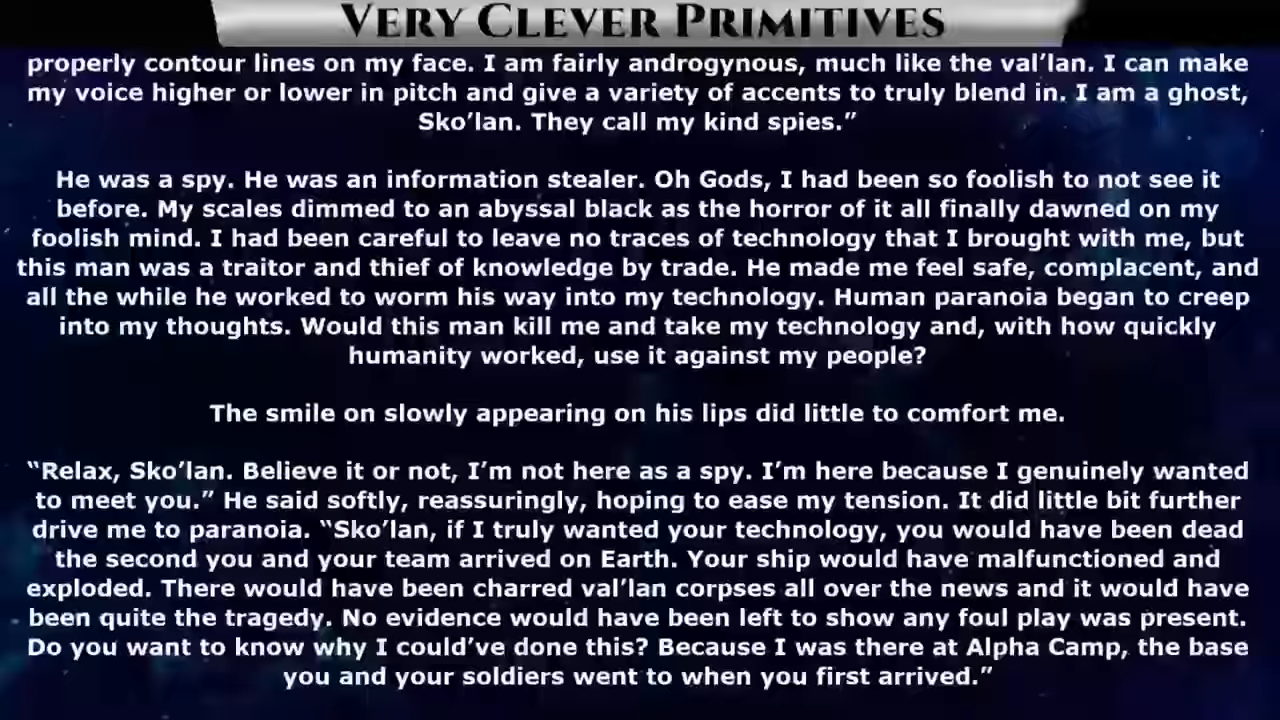 VERY CLEVER PRIMITIVES
properly contour lines on my face. I am fairly androgynous, much like the val’lan. I can make
my voice higher or lower in pitch and give a variety of accents to truly blend in. I am a ghost,
Sko’lan. They call my kind spies.”
He was a spy. He was an information stealer. Oh Gods, I had been so foolish to not see it
before. My scales dimmed to an abyssal black as the horror of it all finally dawned on my
foolish mind. I had been careful to leave no traces of technology that I brought with me, but
this man was a traitor and thief of knowledge by trade. He made me feel safe, complacent, and
all the while he worked to worm his way into my technology. Human paranoia began to creep
into my thoughts. Would this man kill me and take my technology and, with how quickly
humanity worked, use it against my people?
The smile on slowly appearing on his lips did little to comfort me.
“Relax, Sko’lan. Believe it or not, I’m not here as a spy. I’m here because I genuinely wanted
to meet you.” He said softly, reassuringly, hoping to ease my tension. It did little bit further
drive me to paranoia. “Sko’lan, if I truly wanted your technology, you would have been dead
the second you and your team arrived on Earth. Your ship would have malfunctioned and
exploded. There would have been charred val’lan corpses all over the news and it would have
been quite the tragedy. No evidence would have been left to show any foul play was present.
Do you want to know why I could’ve done this? Because I was there at Alpha Camp, the base
you and your soldiers went to when you first arrived.”